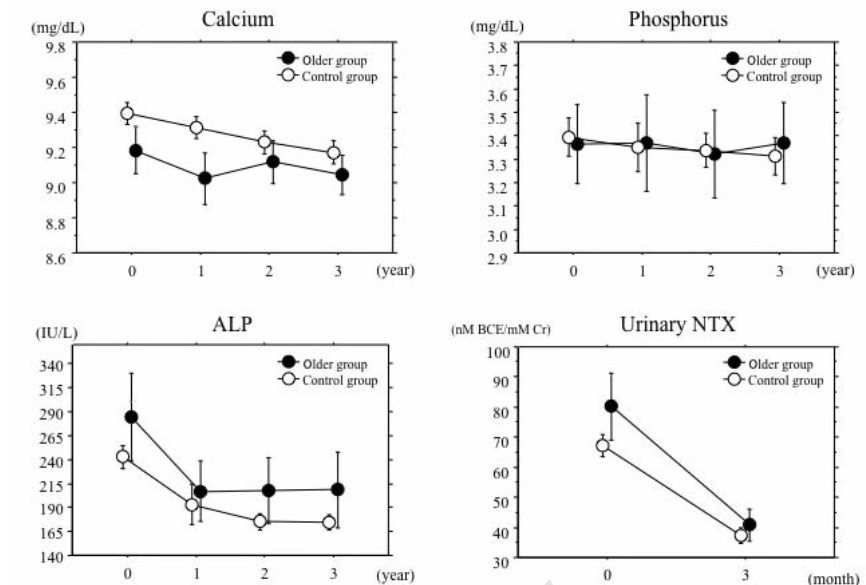 Calcium
(mg/dL)
9.8
9.6
9.4
9.2
9.0
8.8
8.6
Older group
Control group
0 1 2 3 (year)
Phosphorus
(mg/dL)
3.8
3.7
3.6
3.5
3.4
3.3
3.2
3.1
3.0
2.9
Older group
Control group
0 1 2 3 (year)
ALP
(IU/L)
340
315
290
265
240
215
190
165
140
Older group
Control group
0 1 2 3 (year)
Urinary NTX
(nM BCE/mM Cr)
100
90
80
70
60
50
40
30
Older group
Control group
0 3 (month)